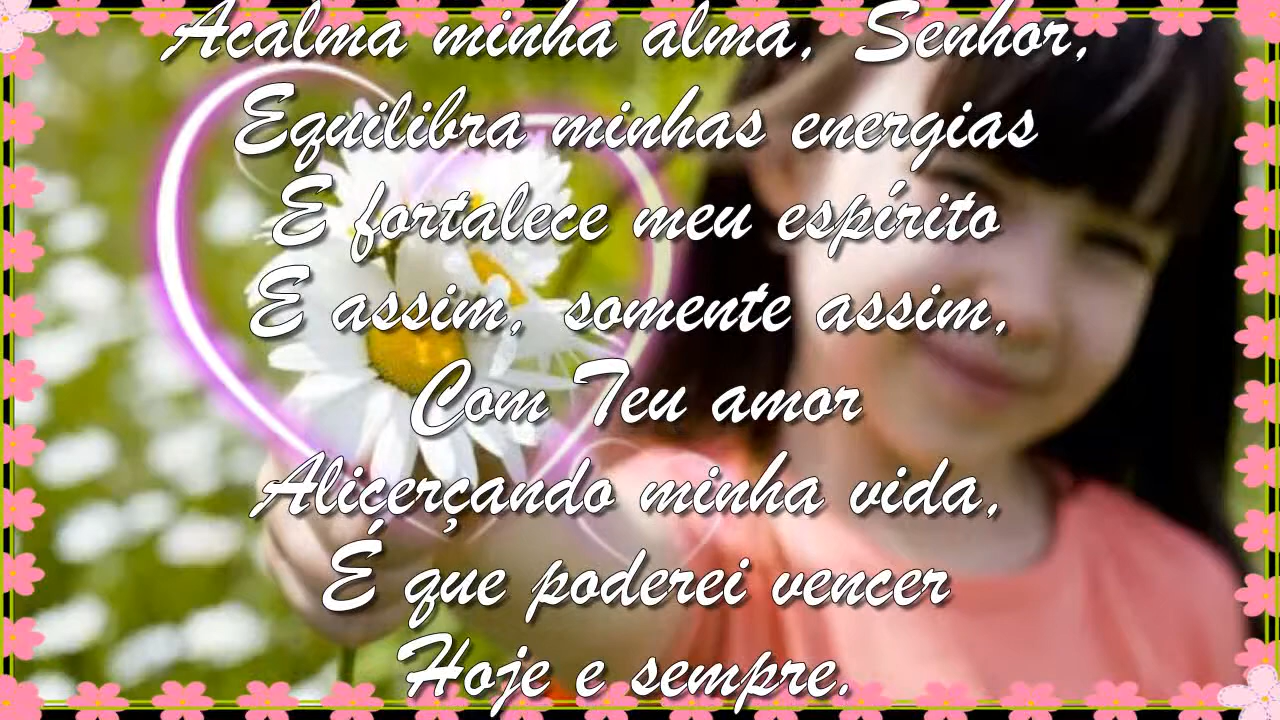 Acalma minha alma, Senhor,
Equilibra minhas energias
E fortalece meu espírito
E assim, somente assim,
Com Teu amor
Alicerçando minha vida,
É que poderei vencer
Hoje e sempre.